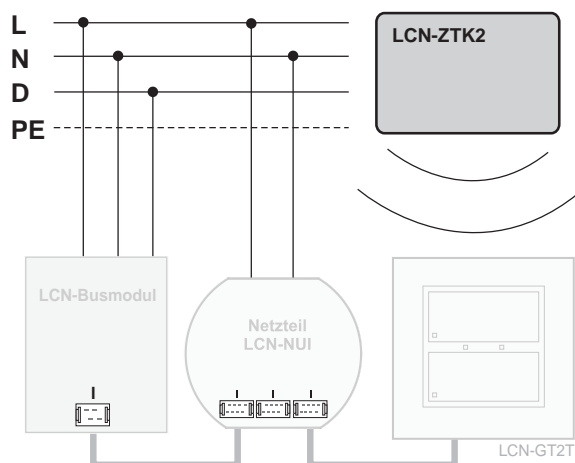 L
LCN-ZTK2
N
D
PE
LCN-Busmodul
Netzteil
LCN-NUI
I
I
I
I
LCN-GT2T